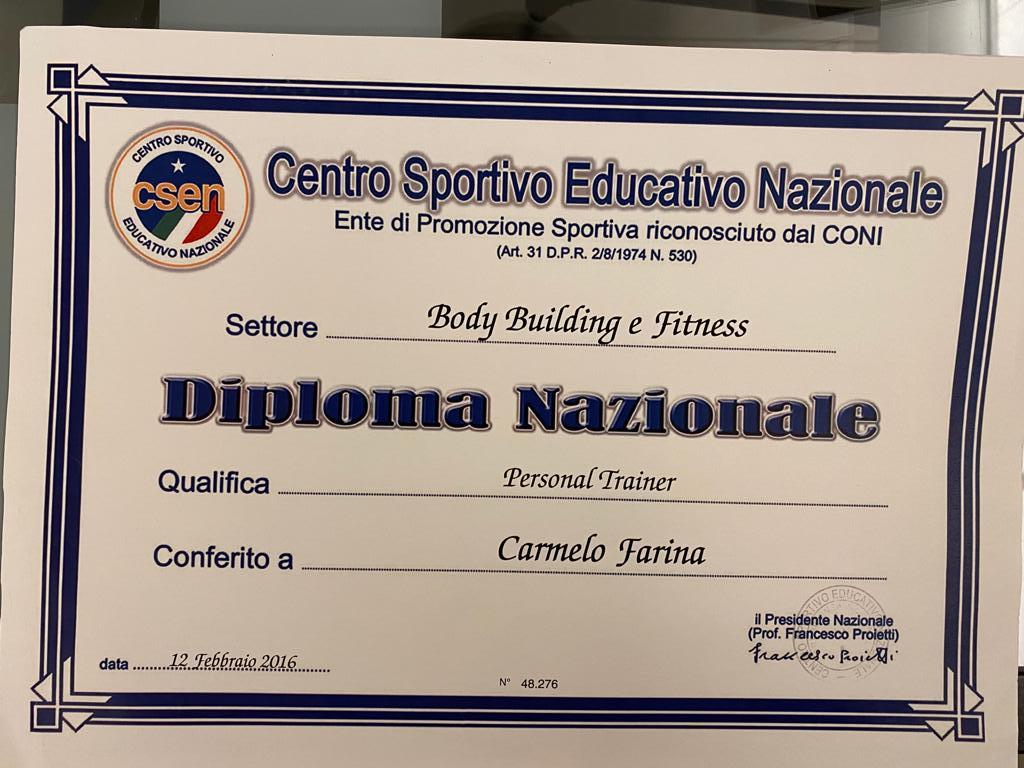 CENTRO SPORTIVO
csen
EDUCATIVO NAZIONALE
Centro Sportivo Educativo Nazionale
Ente di Promozione Sportiva riconosciuto dal CONI
(Art. 31 D.P.R. 2/8/1974 N. 530)
Settore Body Building e Fitness
Diploma Nazionale
Qualifica Personal Trainer
Conferito a Carmelo Farina
il Presidente Nazionale
(Prof. Francesco Proietti)
Francesco Proietti
data 12 Febbraio 2016
N° 48.276